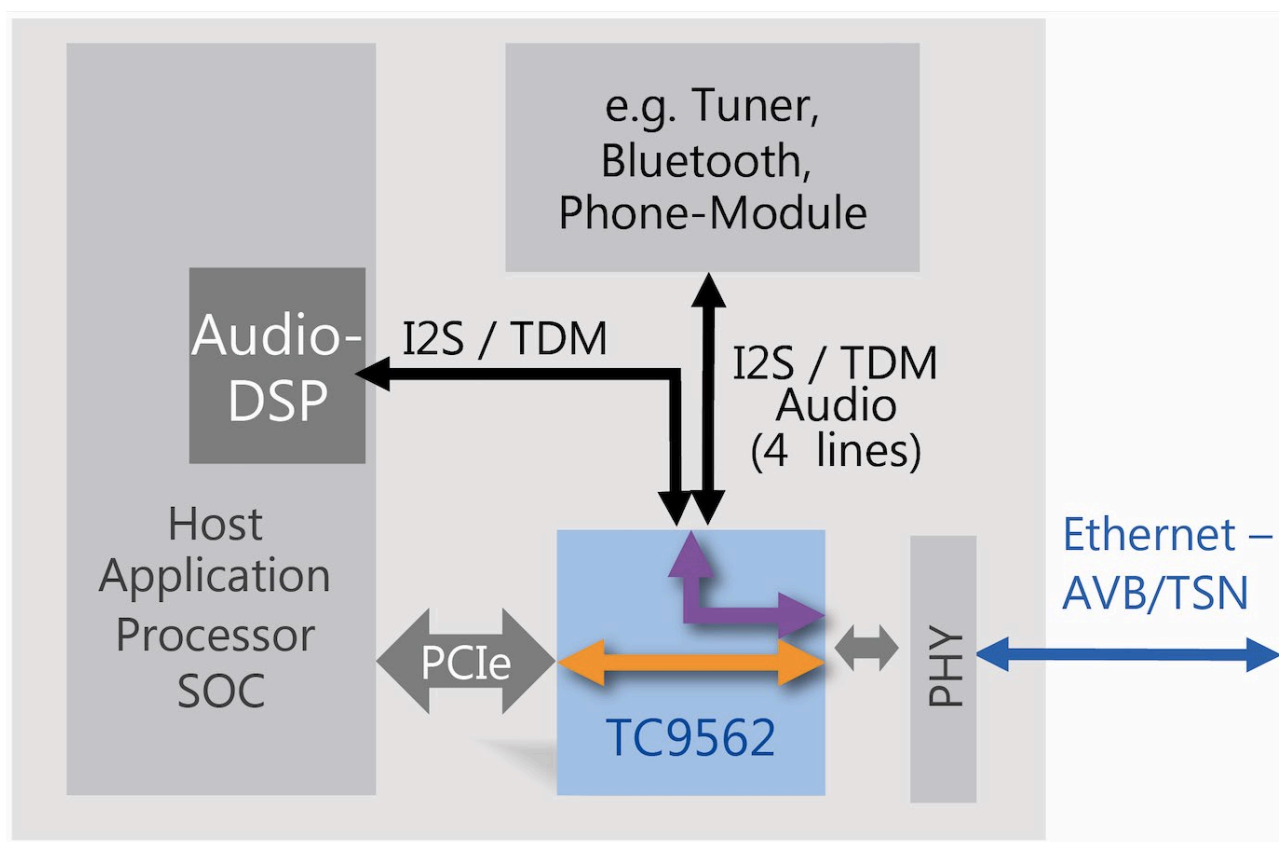 e.g. Tuner,
Bluetooth,
Phone-Module
Audio-
DSP
I2S / TDM
I2S / TDM
Audio
(4 lines)
Host
Application
Processor
SOC
PCIe
TC9562
PHY
Ethernet –
AVB/TSN